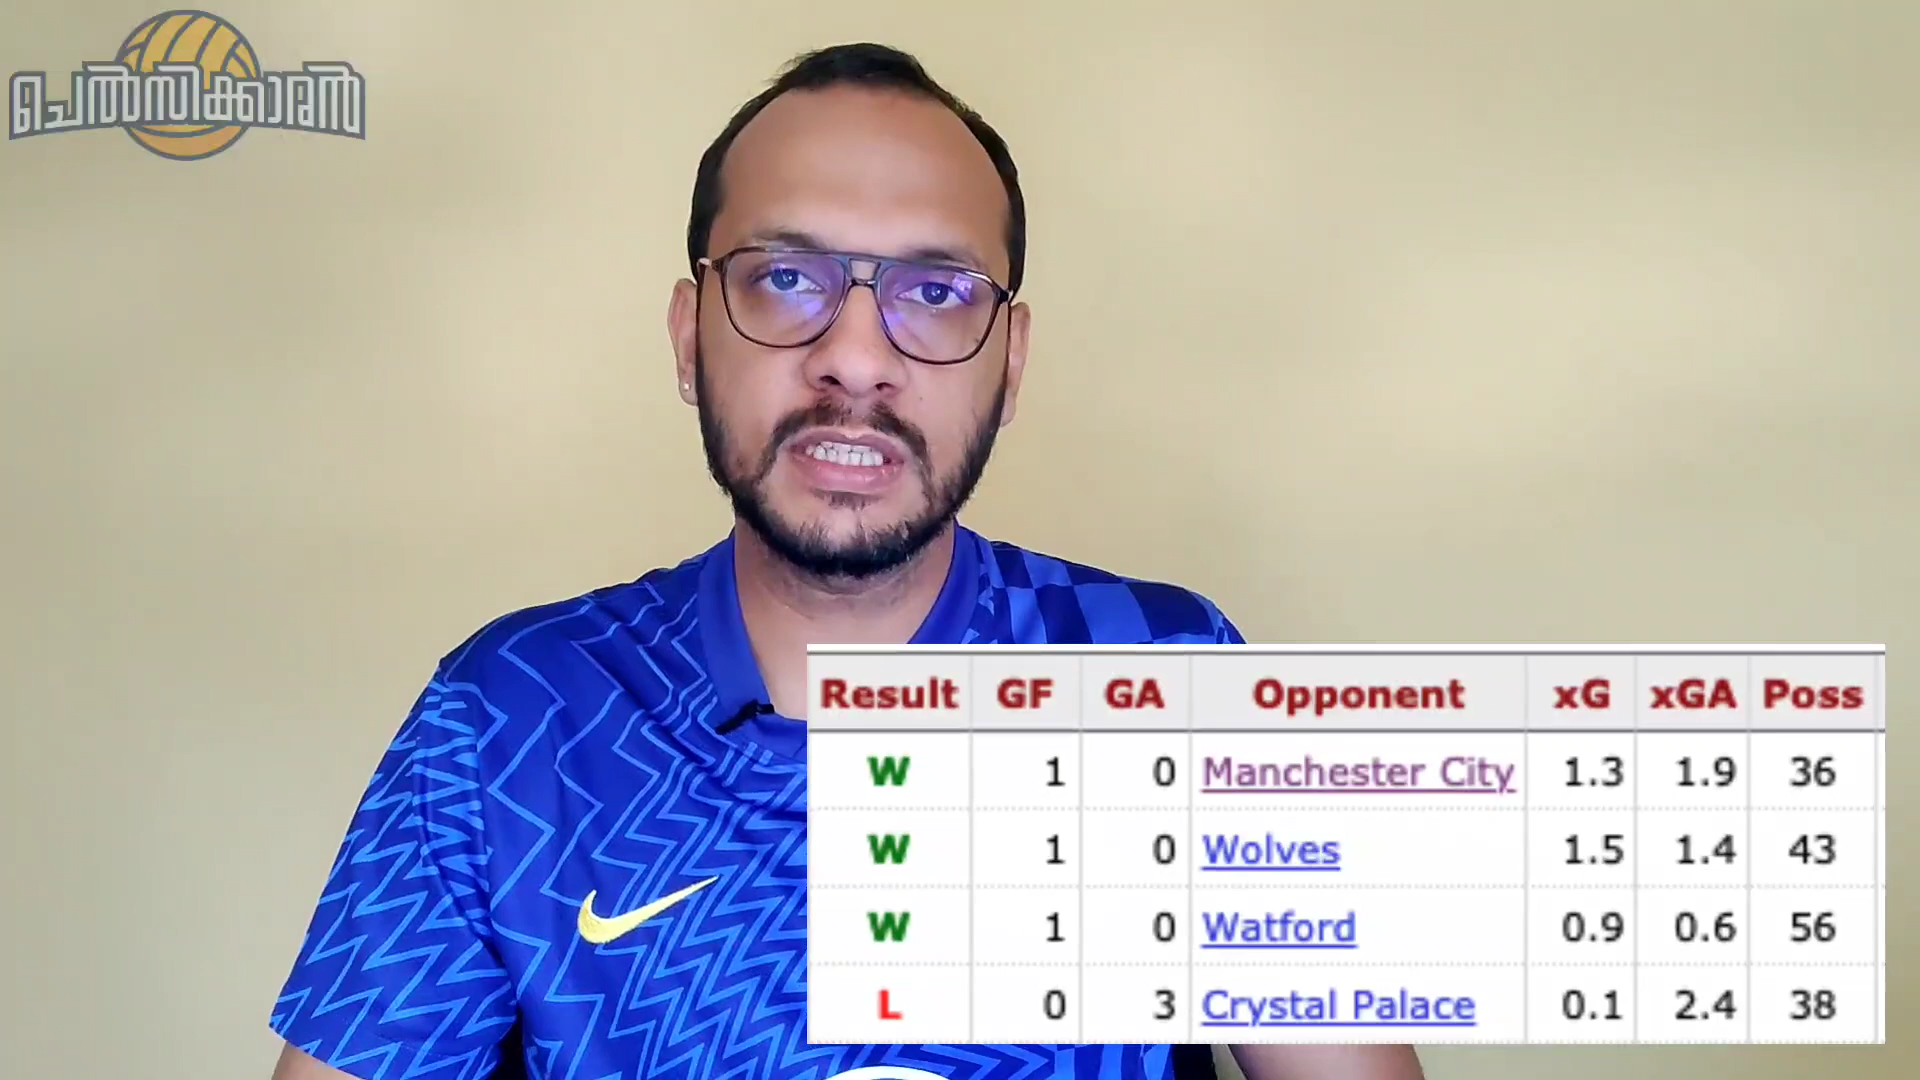 ചെൽസിക്കാരൻ
Result GF GA Opponent xG xGA Poss
W 1 0 Manchester City 1.3 1.9 36
W 1 0 Wolves 1.5 1.4 43
W 1 0 Watford 0.9 0.6 56
L 0 3 Crystal Palace 0.1 2.4 38